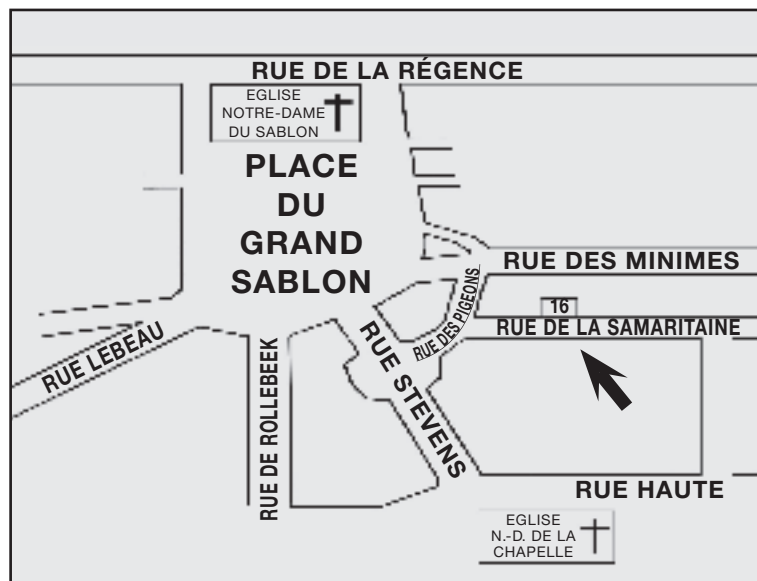 RUE DE LA RÉGENCE
EGLISE
NOTRE-DAME
DU SABLON
PLACE
DU
GRAND
SABLON
RUE DES MINIMES
RUE DES PIGEONS
16
RUE DE LA SAMARITAINE
RUE LEBEAU
RUE DE ROLLEBEEK
RUE STEVENS
RUE HAUTE
EGLISE
N.-D. DE LA
CHAPELLE